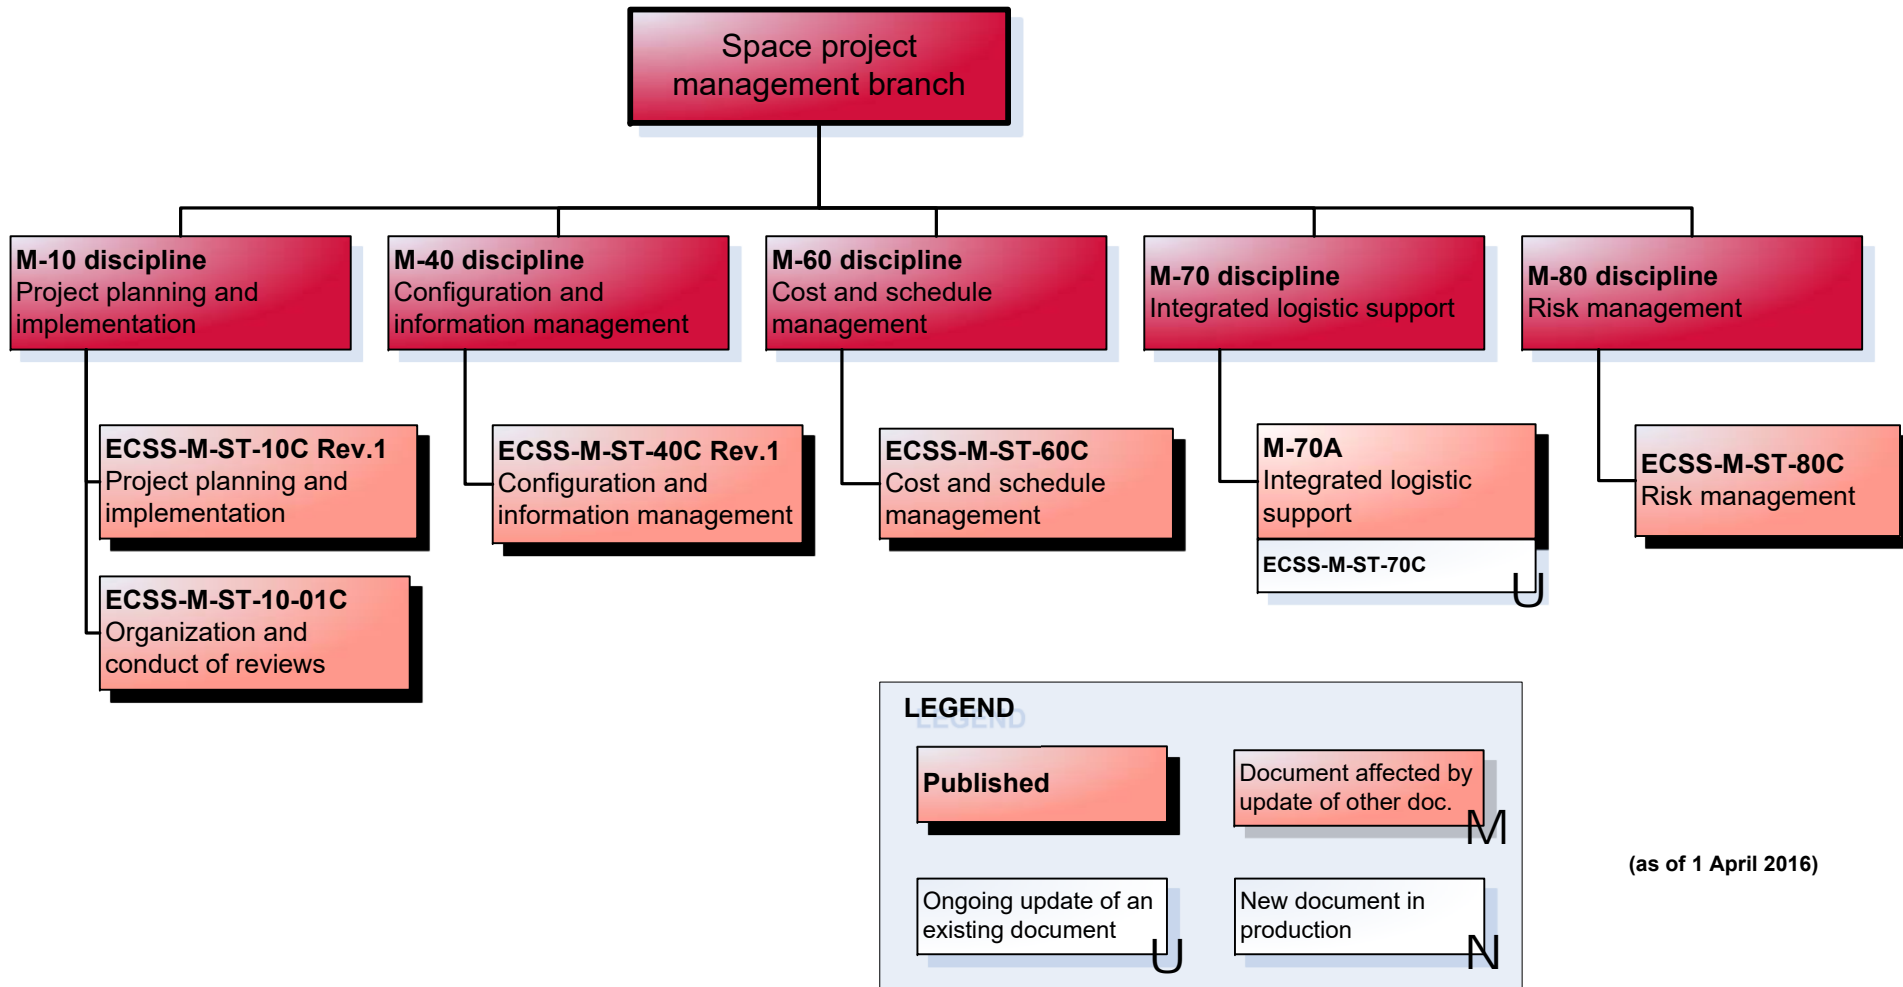 Space project
management branch
M-10 discipline
Project planning and
implementation
M-40 discipline
Configuration and
information management
M-60 discipline
Cost and schedule
management
M-70 discipline
Integrated logistic support
M-80 discipline
Risk management
ECSS-M-ST-10C Rev.1
Project planning and
implementation
ECSS-M-ST-10-01C
Organization and
conduct of reviews
ECSS-M-ST-40C Rev.1
Configuration and
information management
ECSS-M-ST-60C
Cost and schedule
management
M-70A
Integrated logistic
support
ECSS-M-ST-70C
U
ECSS-M-ST-80C
Risk management
LEGEND
Published
Document affected by
update of other doc.
M
Ongoing update of an
existing document
U
New document in
production
N
(as of 1 April 2016)